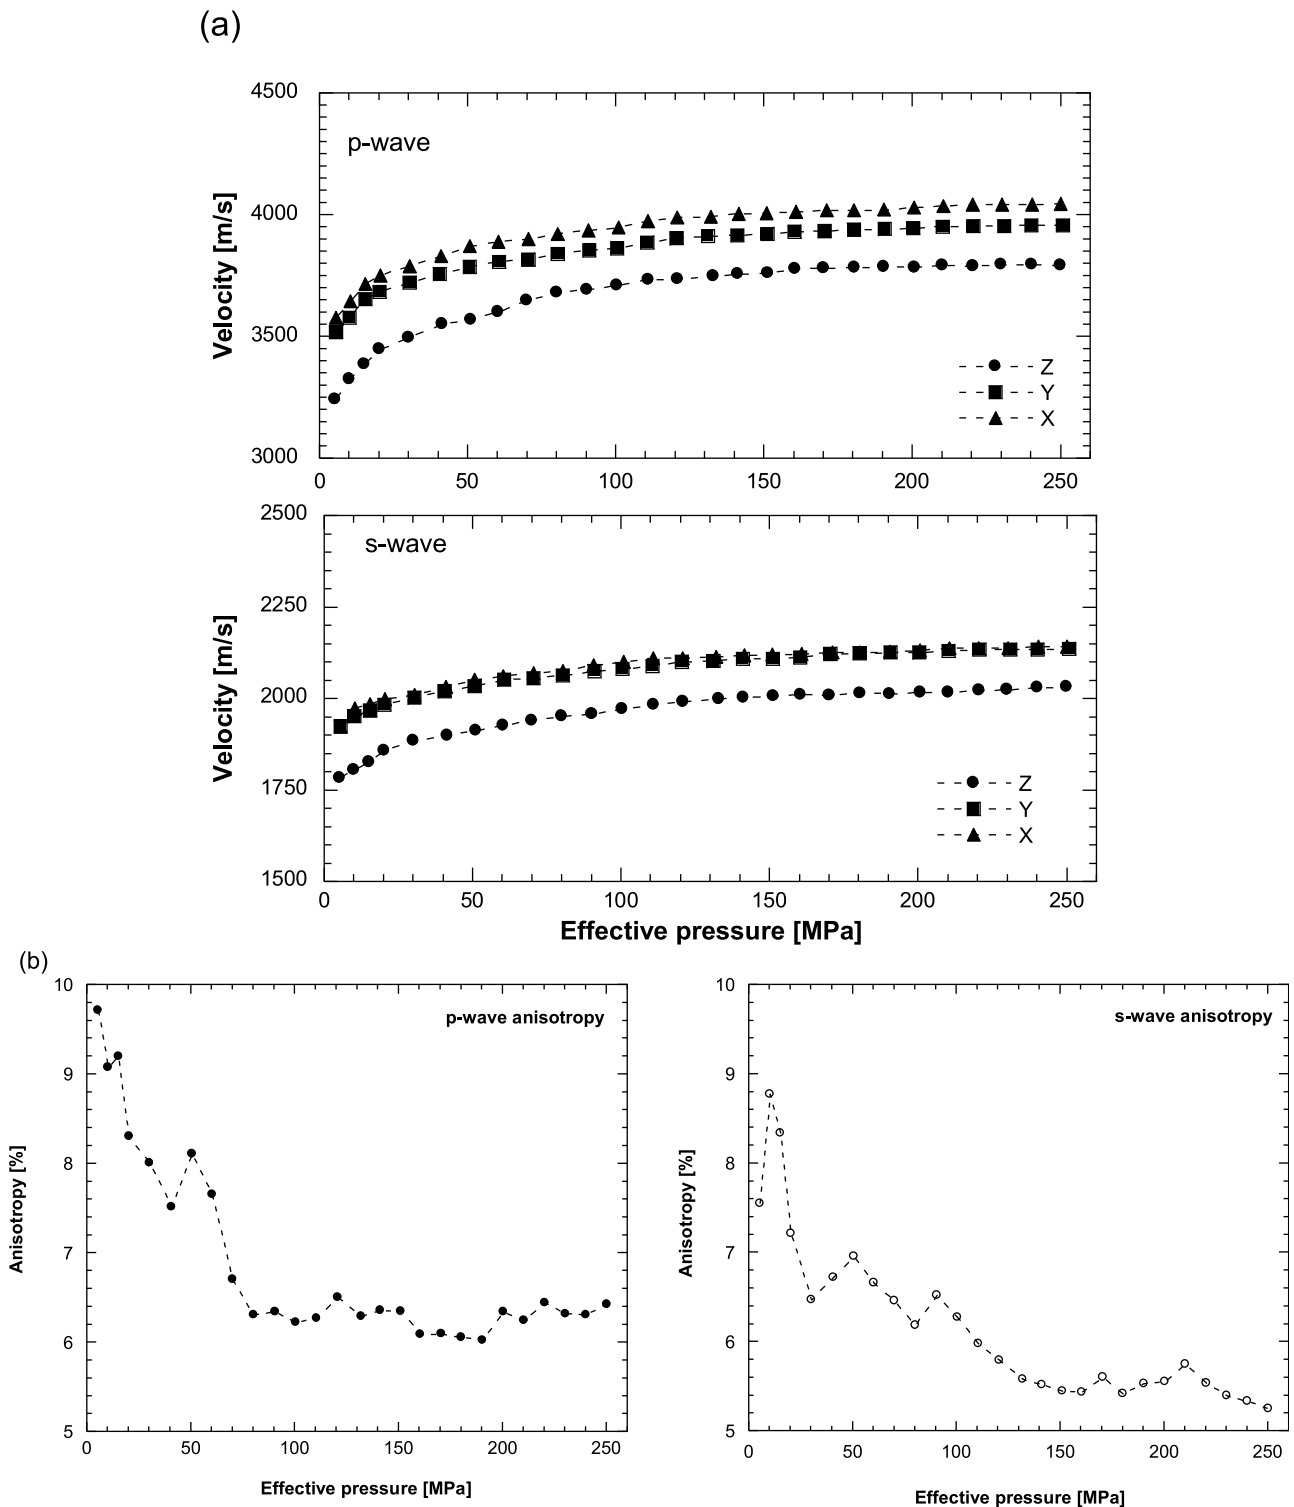 (a)
4500
p-wave
4000
Velocity [m/s]
3500
Z
Y
X
3000
0 50 100 150 200 250
2500
s-wave
2250
Velocity [m/s]
2000
1750
Z
Y
X
1500
0 50 100 150 200 250
Effective pressure [MPa]
(b)
10
p-wave anisotropy
9
8
Anisotropy [%]
7
6
5
0 50 100 150 200 250
Effective pressure [MPa]
10
s-wave anisotropy
9
8
Anisotropy [%]
7
6
5
0 50 100 150 200 250
Effective pressure [MPa]